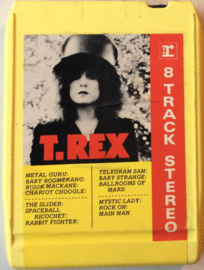 r
8 TRACK STEREO
T.REX
METAL GURU:
BABY BOOMERANG:
BUICK MACKANE:
CHARIOT CHOOGLE:
THE SLIDER:
SPACEBALL
RICOCHET:
RABBIT FIGHTER:
TELEGRAM SAM:
BABY STRANGE:
BALLROOMS OF
MARS:
MYSTIC LADY:
ROCK ON:
MAIN MAN